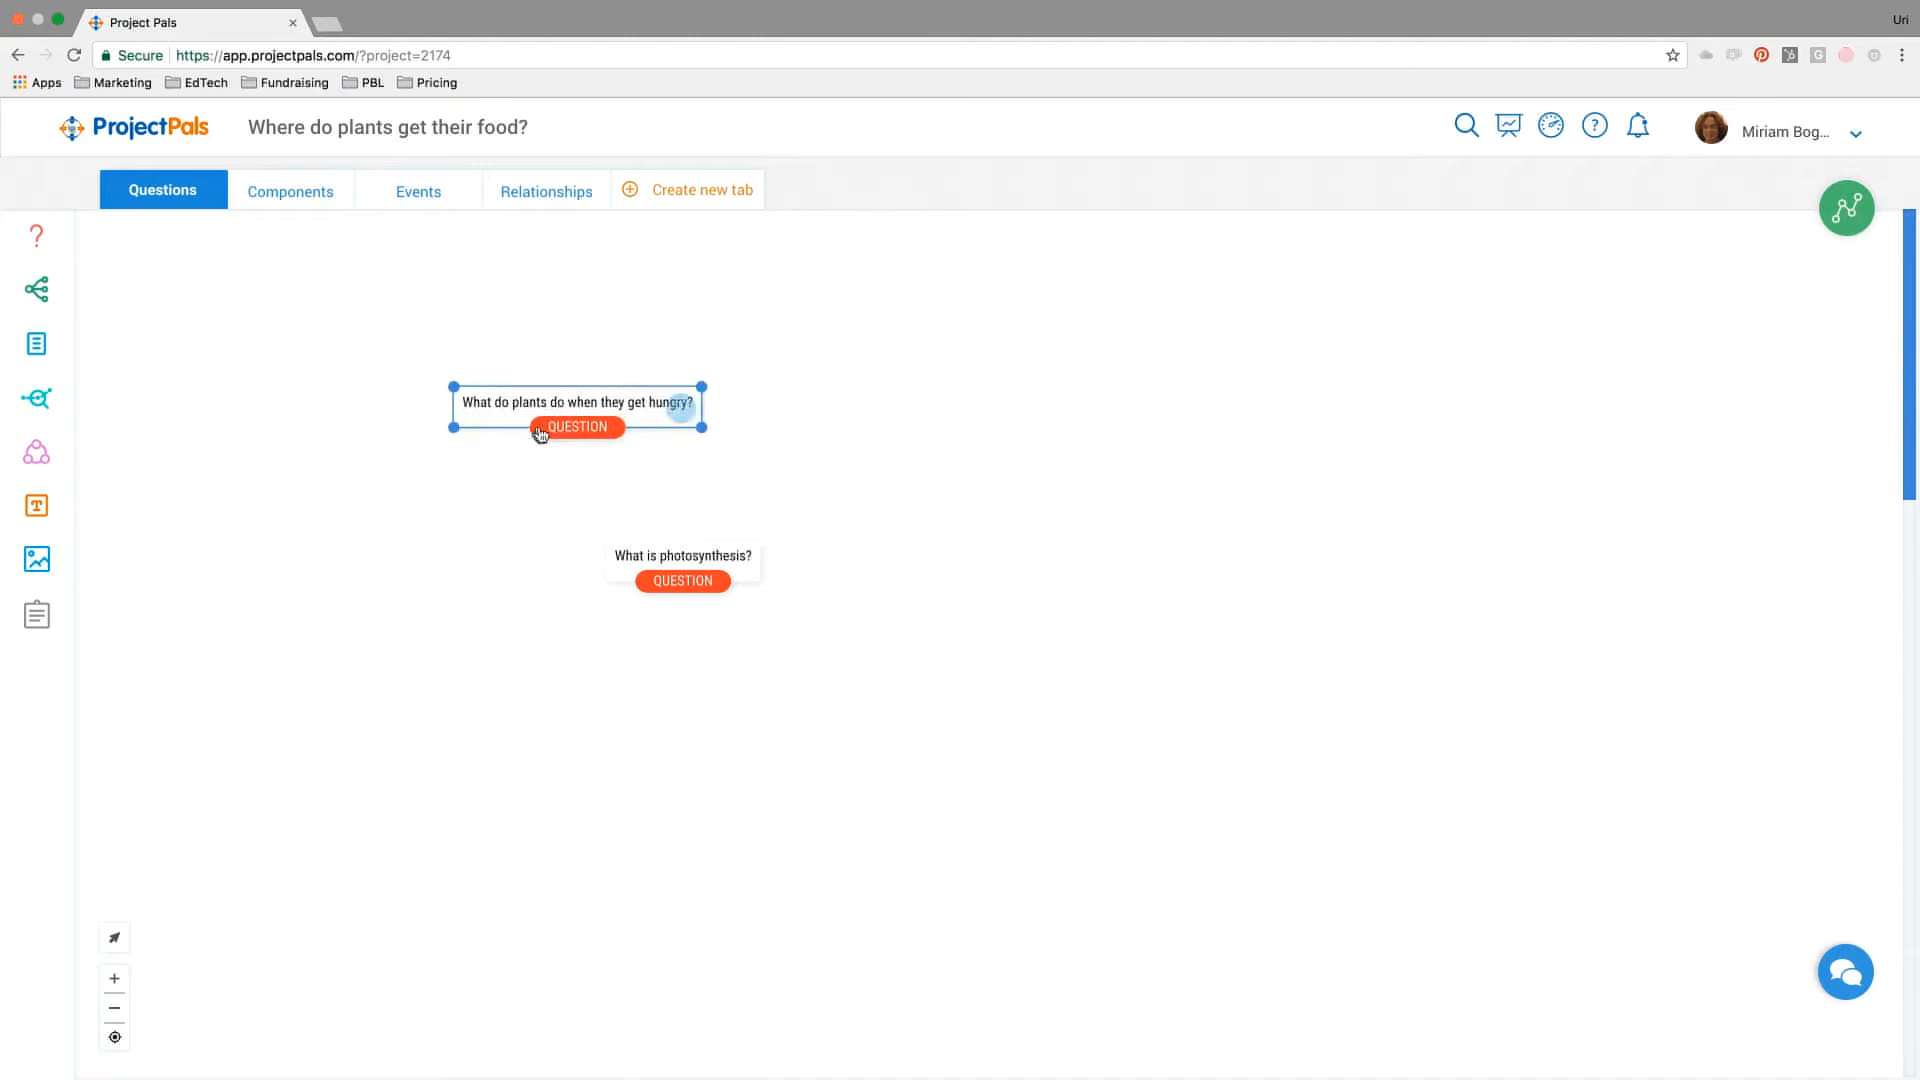 Project Pals
Uri
Secure https://app.projectpals.com/?project=2174
Apps Marketing EdTech Fundraising PBL Pricing
ProjectPals Where do plants get their food? Miriam Bog...
Questions Components Events Relationships Create new tab
What do plants do when they get hungry?
QUESTION
What is photosynthesis?
QUESTION